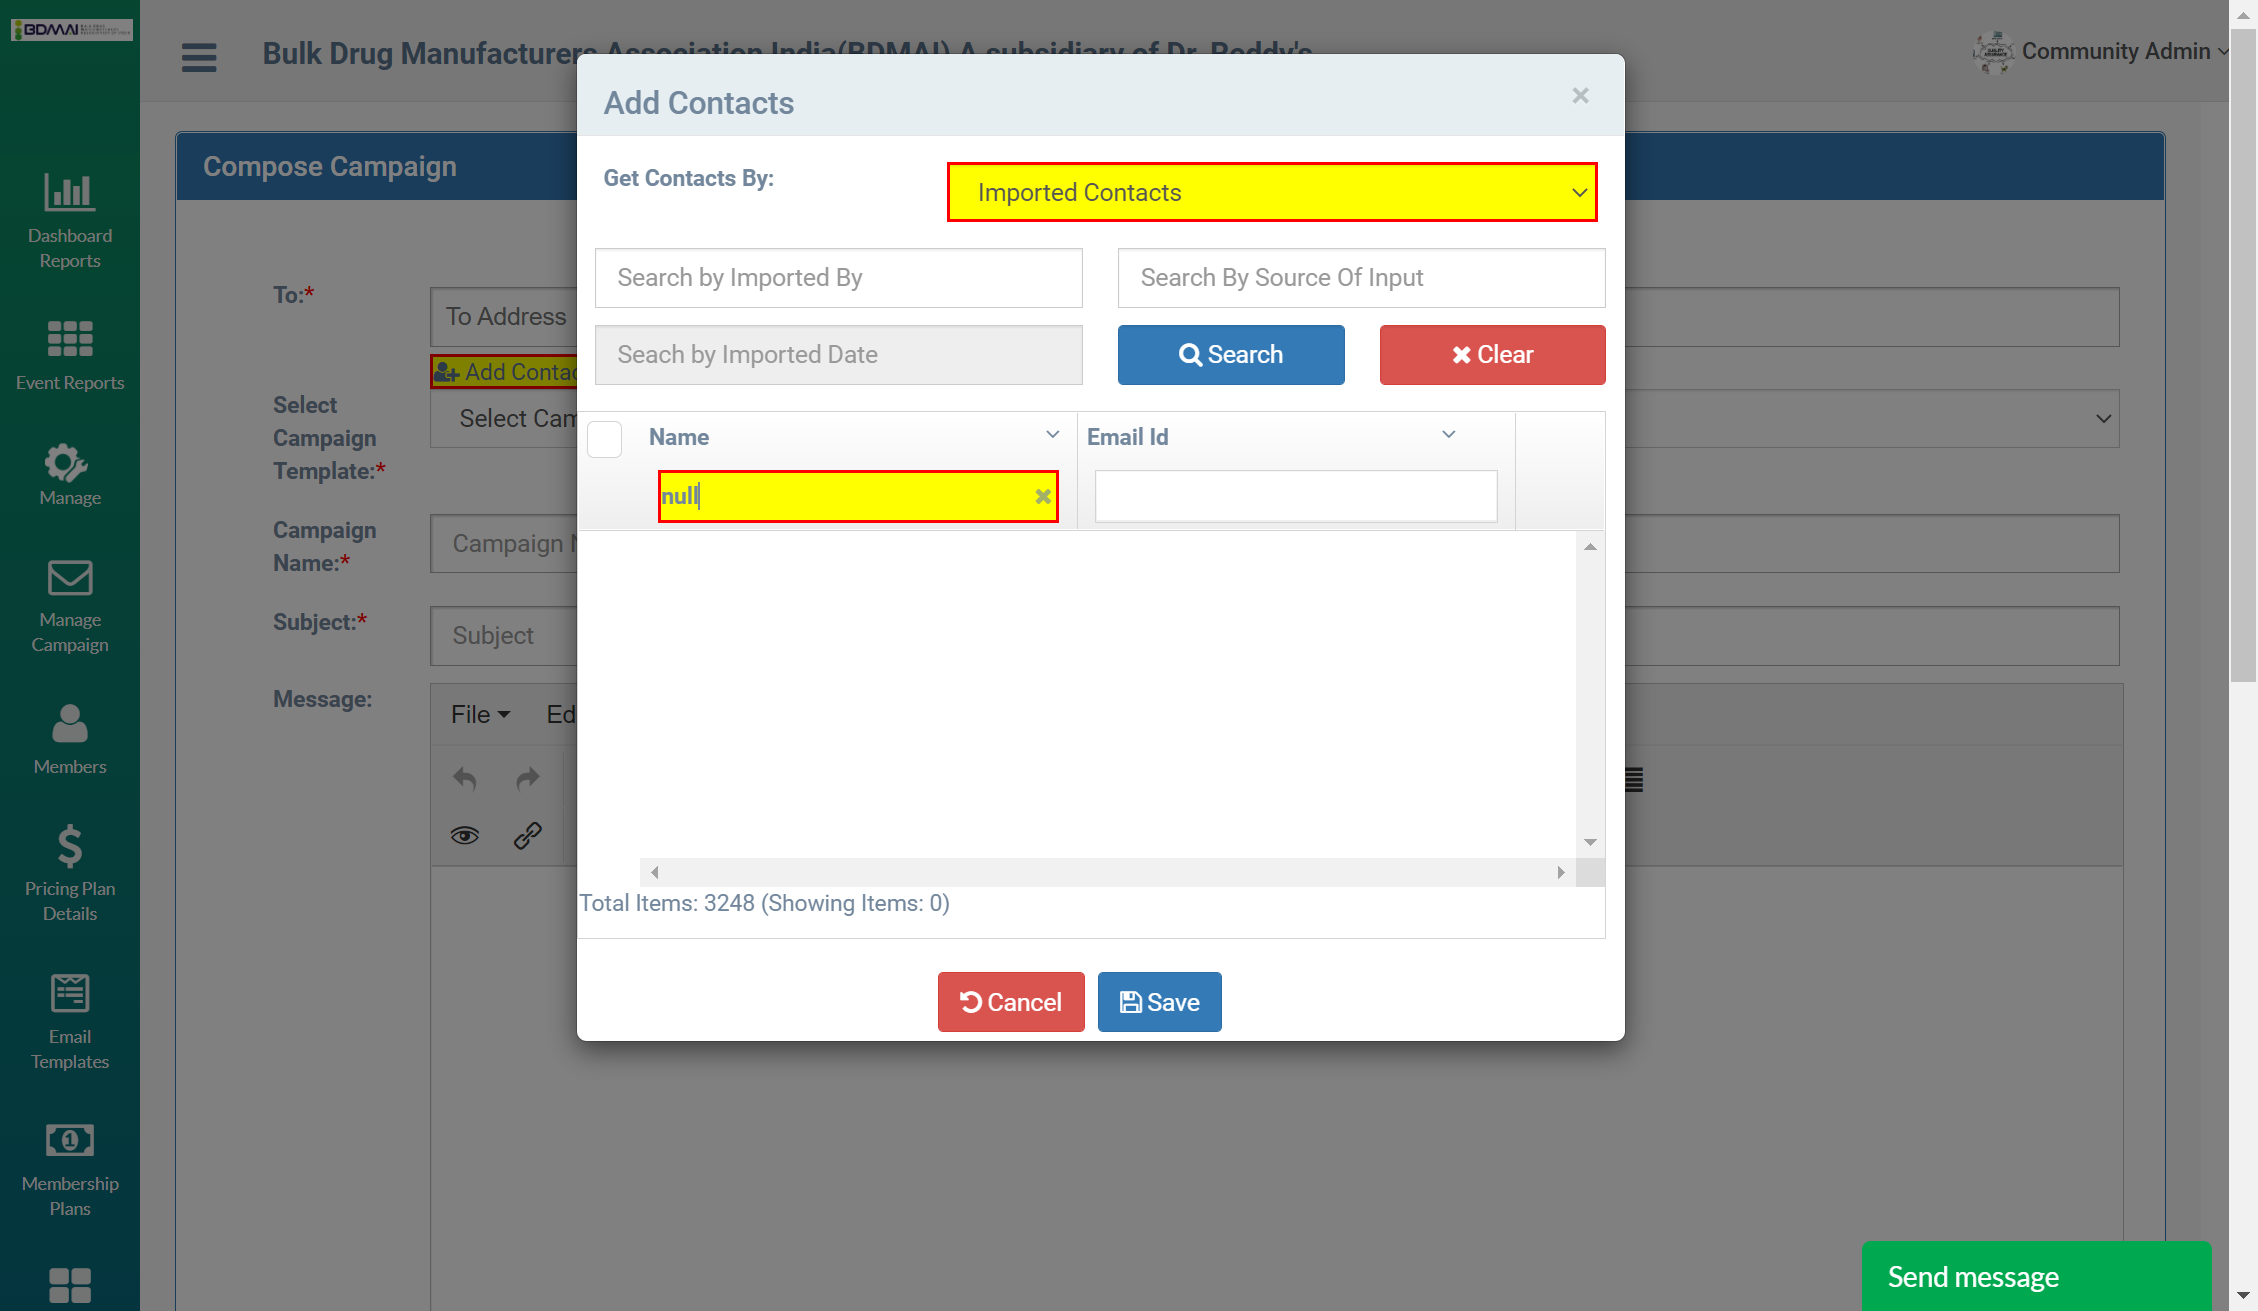 BDMAI
Bulk Drug Manufacturers Association India(BDMAI) A subsidiary of Dr. Reddy's
Community Admin
Dashboard
Reports
Event Reports
Manage
Manage
Campaign
Members
Pricing Plan
Details
Email
Templates
Membership
Plans
Compose Campaign
To:*
To Address
Add Contac
Select
Campaign
Template:*
Select Cam
Campaign
Name:*
Campaign N
Subject:*
Subject
Message:
File
Ed
Add Contacts
×
Get Contacts By:
Imported Contacts
Search by Imported By
Search By Source Of Input
Seach by Imported Date
Search
Clear
Name
Email Id
null
Total Items: 3248 (Showing Items: 0)
Cancel
Save
Send message